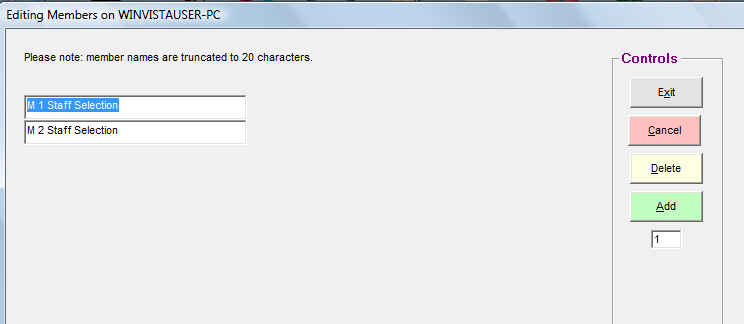 Editing Members on WINVISTAUSER-PC
Please note: member names are truncated to 20 characters.
M 1 Staff Selection
M 2 Staff Selection
Controls
Exit
Cancel
Delete
Add
1